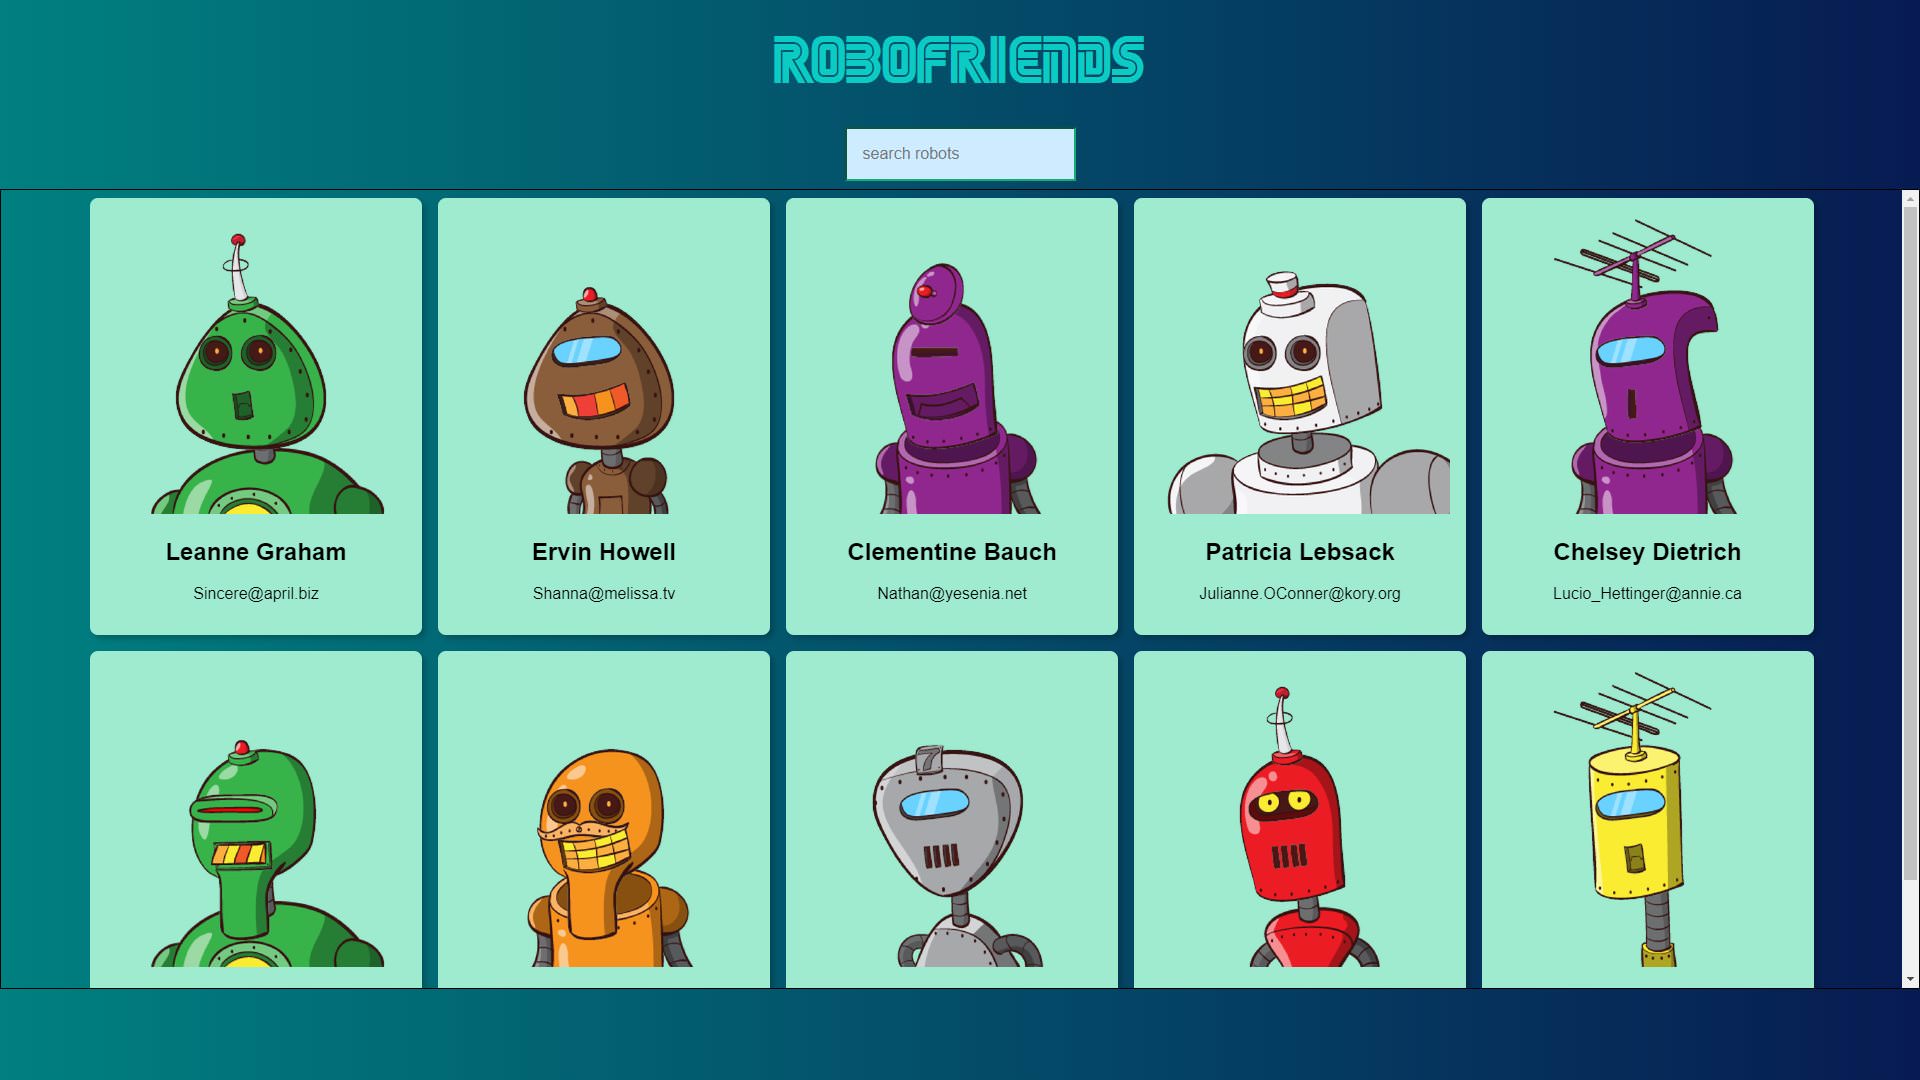 ROBOFRIENDS
search robots
Leanne Graham
Sincere@april.biz
Ervin Howell
Shanna@melissa.tv
Clementine Bauch
Nathan@yesenia.net
Patricia Lebsack
Julianne.OConner@kory.org
Chelsey Dietrich
Lucio_Hettinger@annie.ca
7